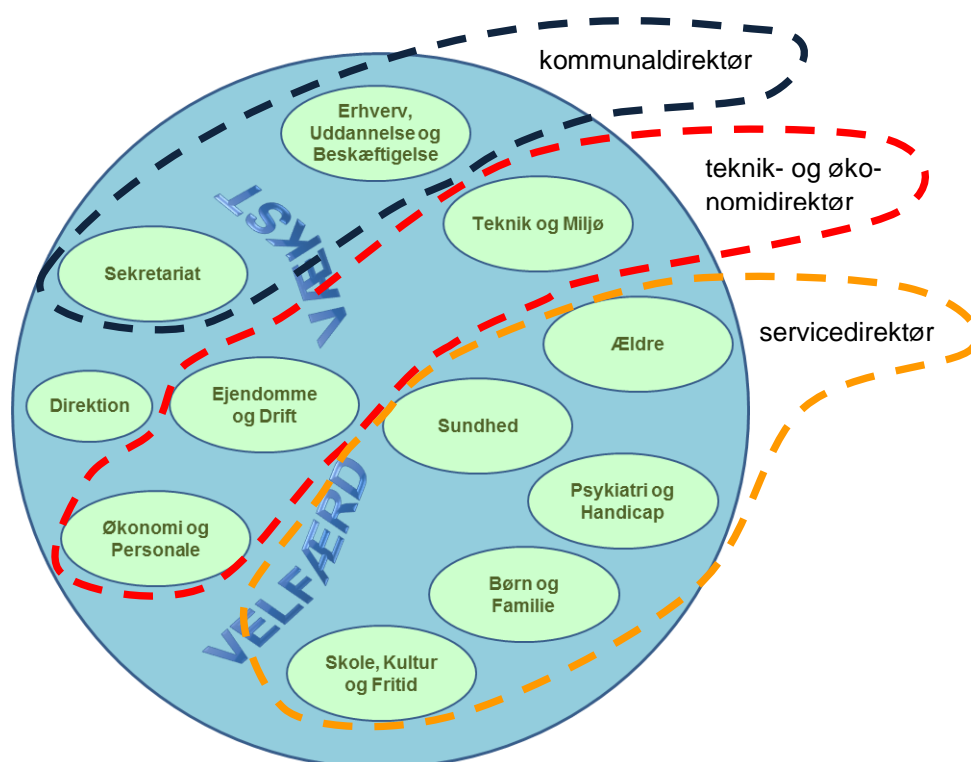 kommunaldirektør
Erhverv,
Uddannelse og
Beskæftigelse
teknik- og øko-
nomidirektør
VÆKST
Teknik og Miljø
Sekretariat
servicedirektør
Ældre
Direktion
Ejendomme
og Drift
Sundhed
Psykiatri og
Handicap
Økonomi og
Personale
VELFÆRD
Børn og
Familie
Skole, Kultur
og Fritid